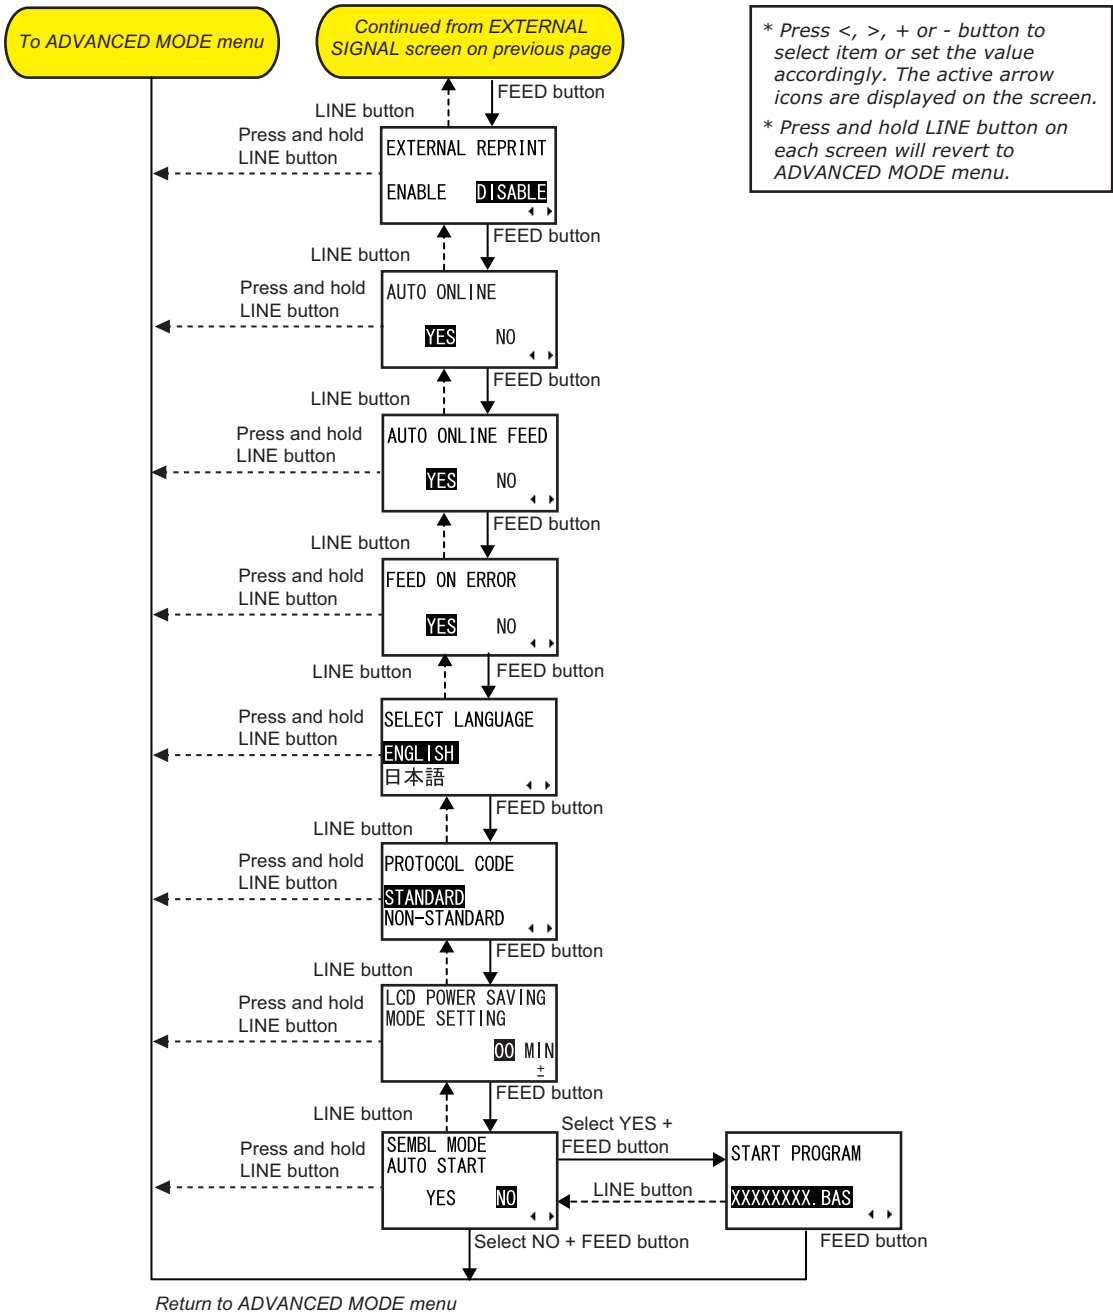 To ADVANCED MODE menu
Continued from EXTERNAL
SIGNAL screen on previous page
* Press <, >, + or - button to
select item or set the value
accordingly. The active arrow
icons are displayed on the screen.
* Press and hold LINE button on
each screen will revert to
ADVANCED MODE menu.
FEED button
LINE button
Press and hold
LINE button
EXTERNAL REPRINT
ENABLE DISABLE
FEED button
LINE button
Press and hold
LINE button
AUTO ONLINE
YES NO
FEED button
LINE button
Press and hold
LINE button
AUTO ONLINE FEED
YES NO
FEED button
LINE button
Press and hold
LINE button
FEED ON ERROR
YES NO
FEED button
LINE button
Press and hold
LINE button
SELECT LANGUAGE
ENGLISH
日本語
FEED button
LINE button
Press and hold
LINE button
PROTOCOL CODE
STANDARD
NON-STANDARD
FEED button
LINE button
Press and hold
LINE button
LCD POWER SAVING
MODE SETTING
00 MIN
±
FEED button
LINE button
Press and hold
LINE button
SEMBL MODE
AUTO START
YES NO
Select YES +
FEED button
LINE button
START PROGRAM
XXXXXXXX.BAS
Select NO + FEED button
FEED button
Return to ADVANCED MODE menu